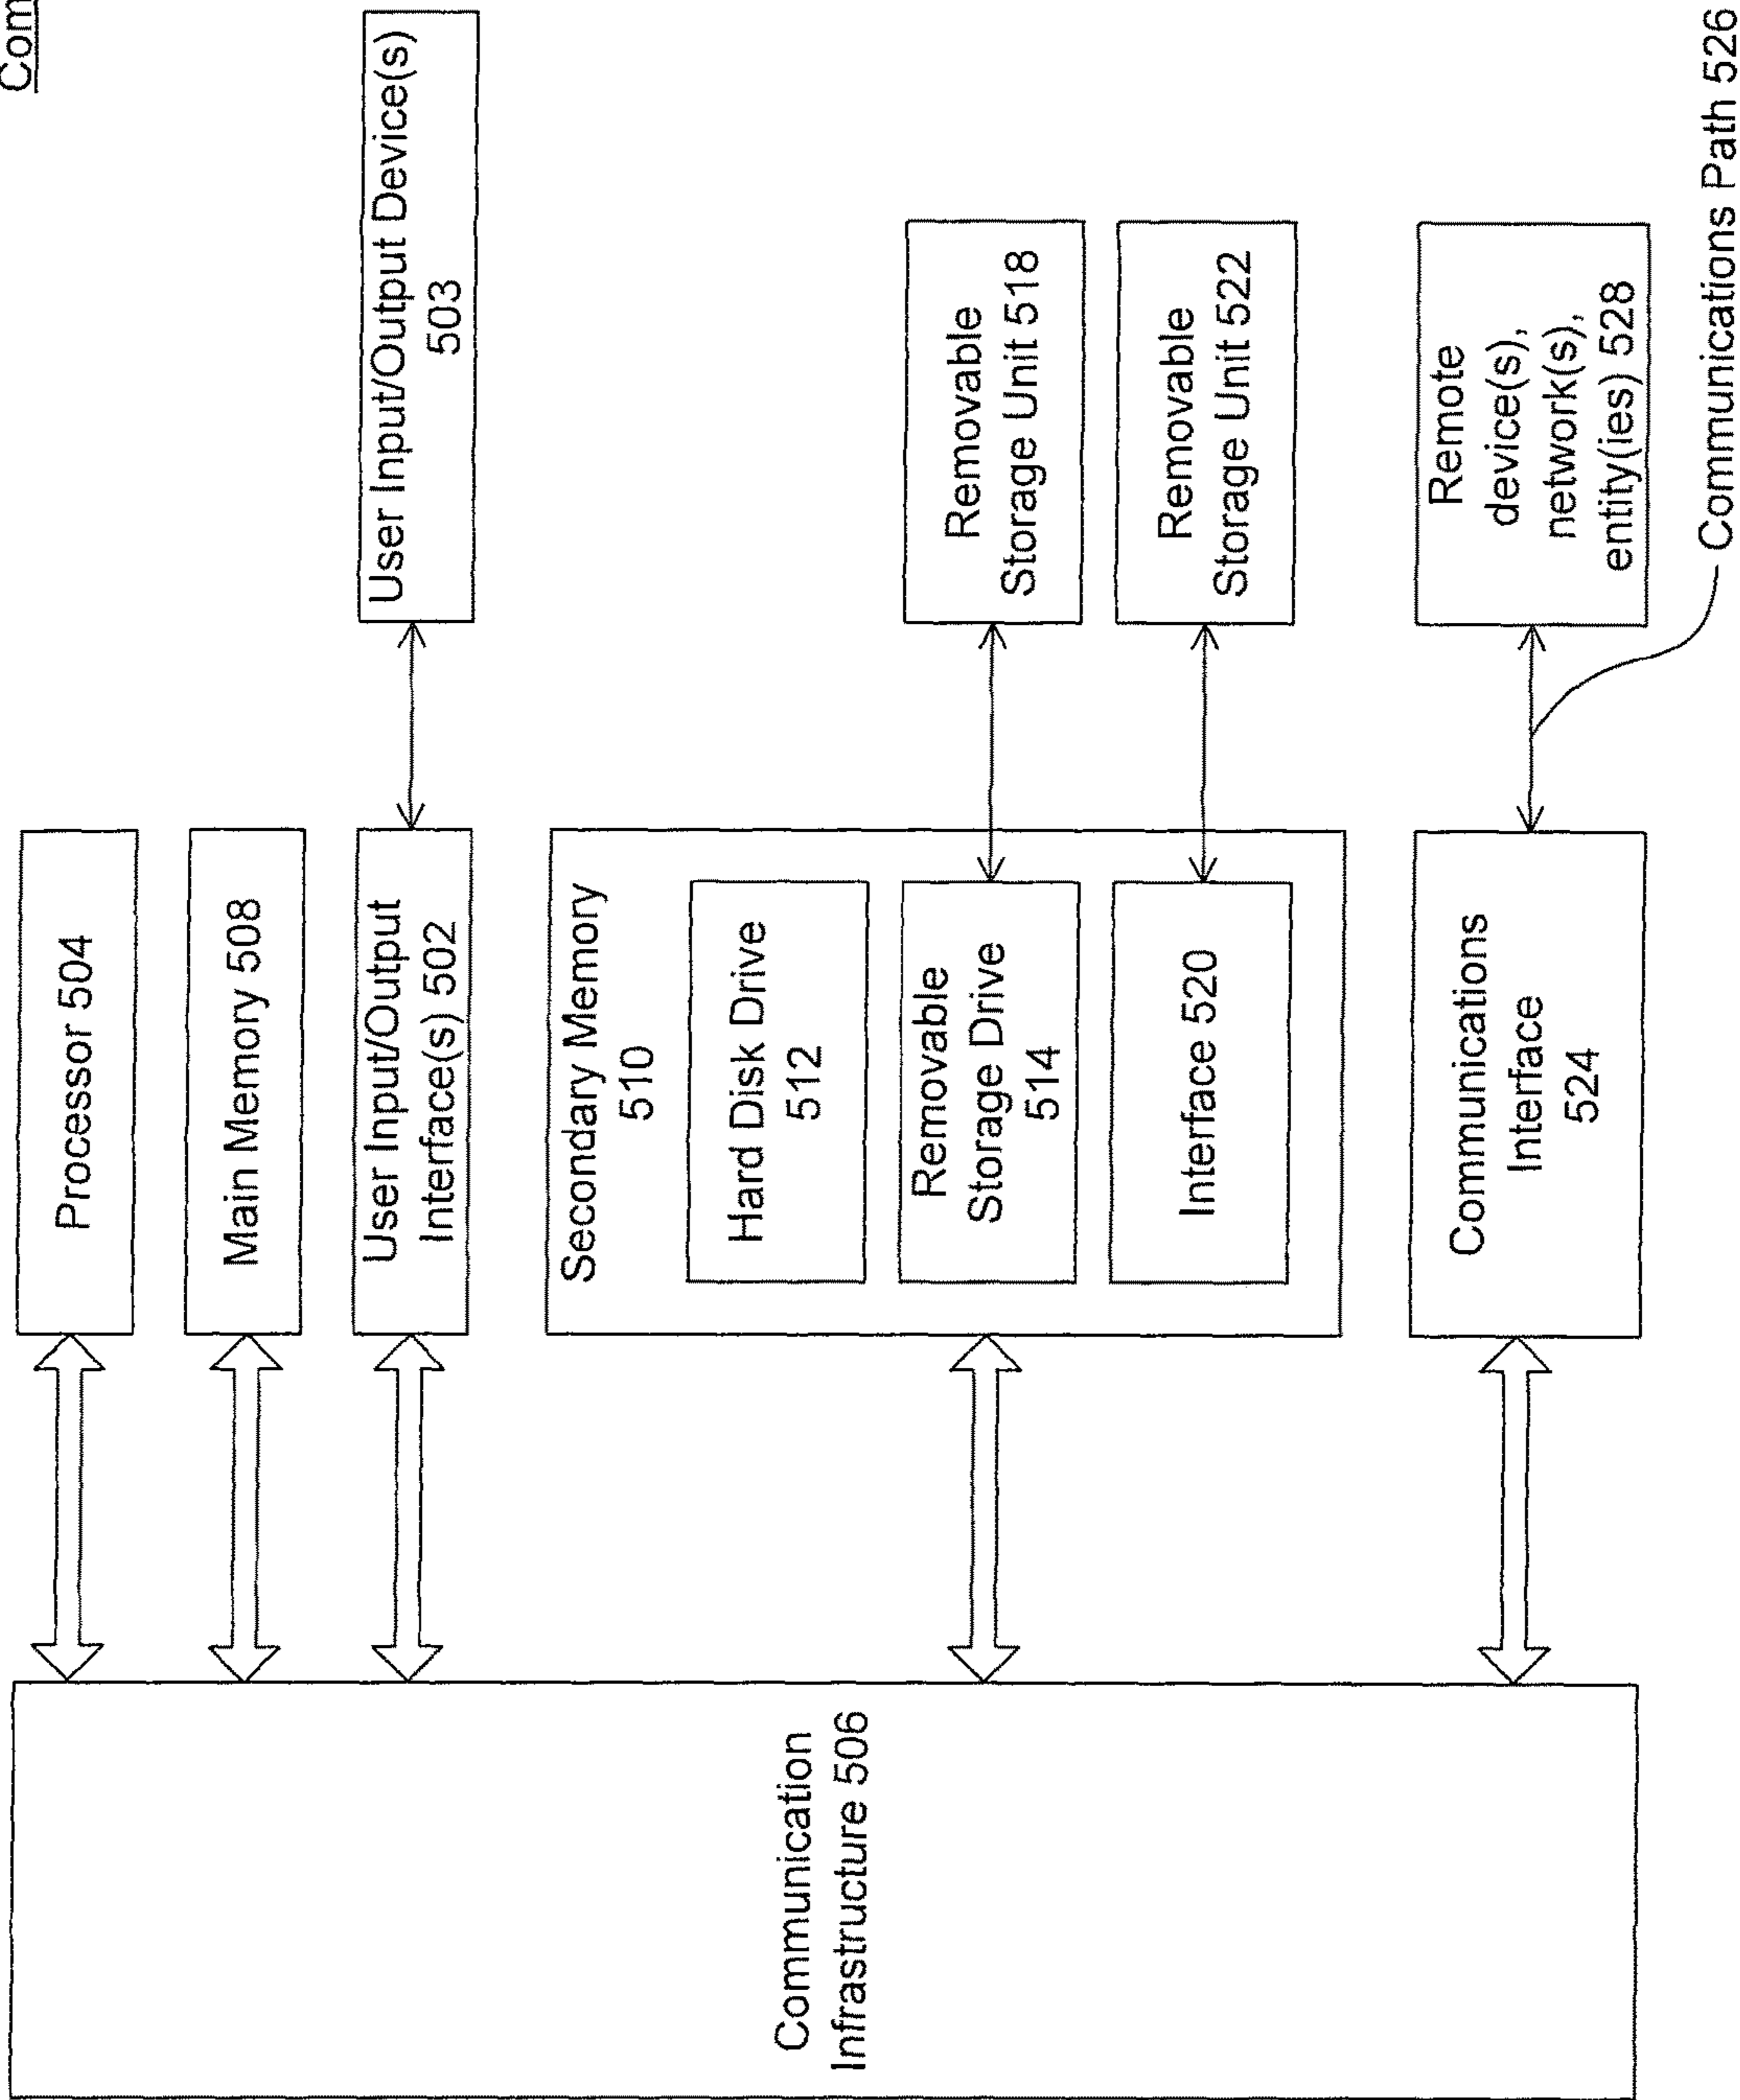 Com
Processor 504
Main Memory 508
User Input/Output
Interface(s) 502
User Input/Output Device(s)
503
Secondary Memory
510
Hard Disk Drive
512
Removable
Storage Drive
514
Removable
Storage Unit 518
Interface 520
Removable
Storage Unit 522
Communications
Interface
524
Remote
device(s),
network(s),
entity(ies) 528
Communications Path 526
Communication
Infrastructure 506